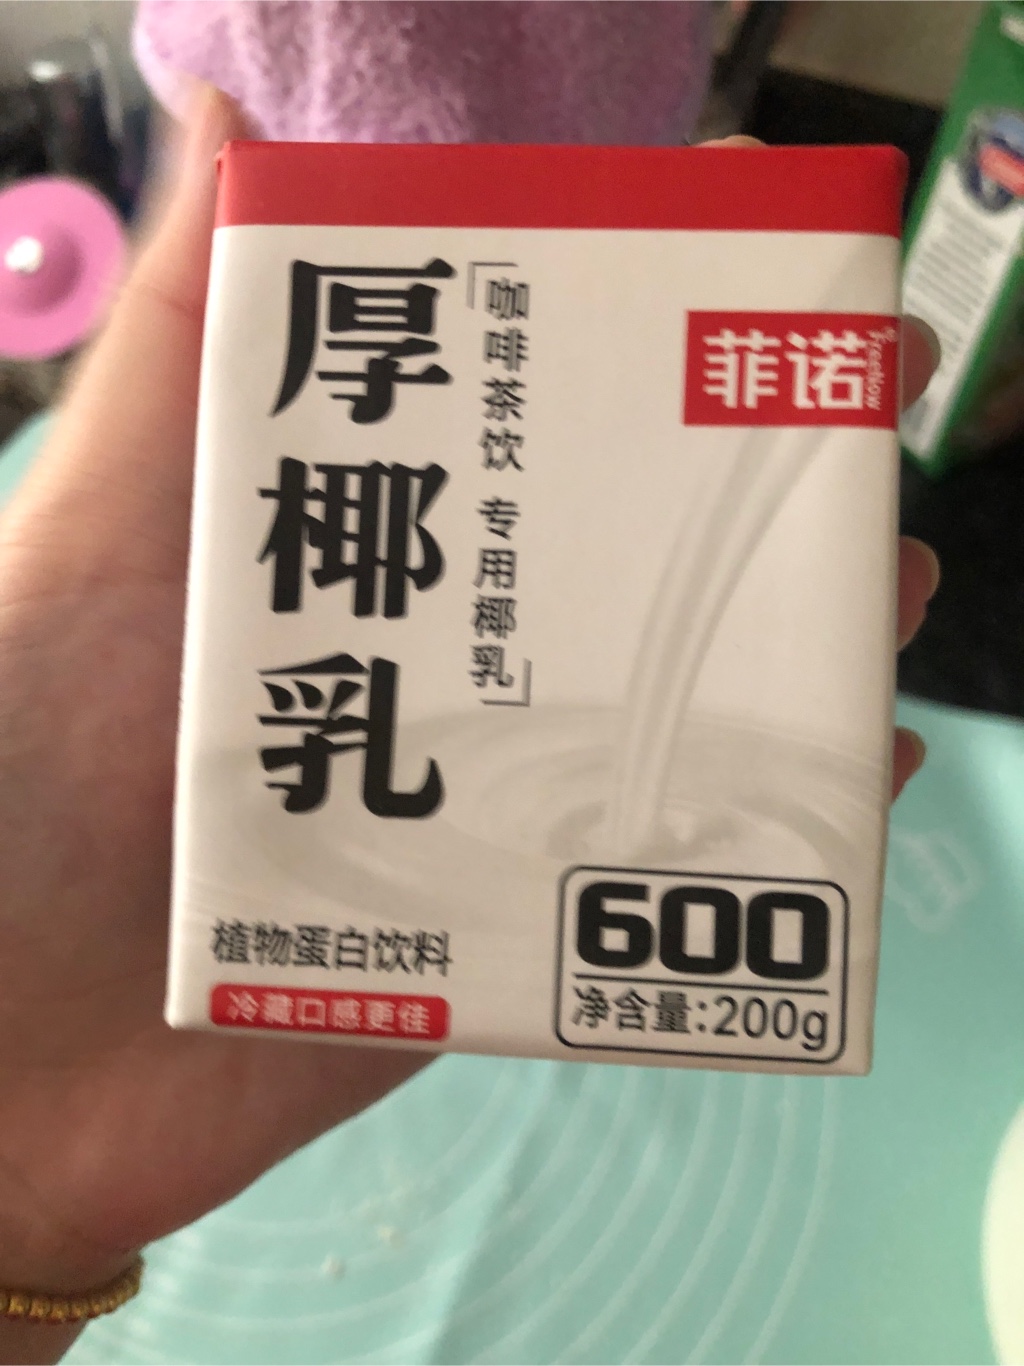 厚椰乳
「咖啡茶饮 专用椰乳」
菲诺
Freenow
植物蛋白饮料
冷藏口感更佳
600
净含量:200g